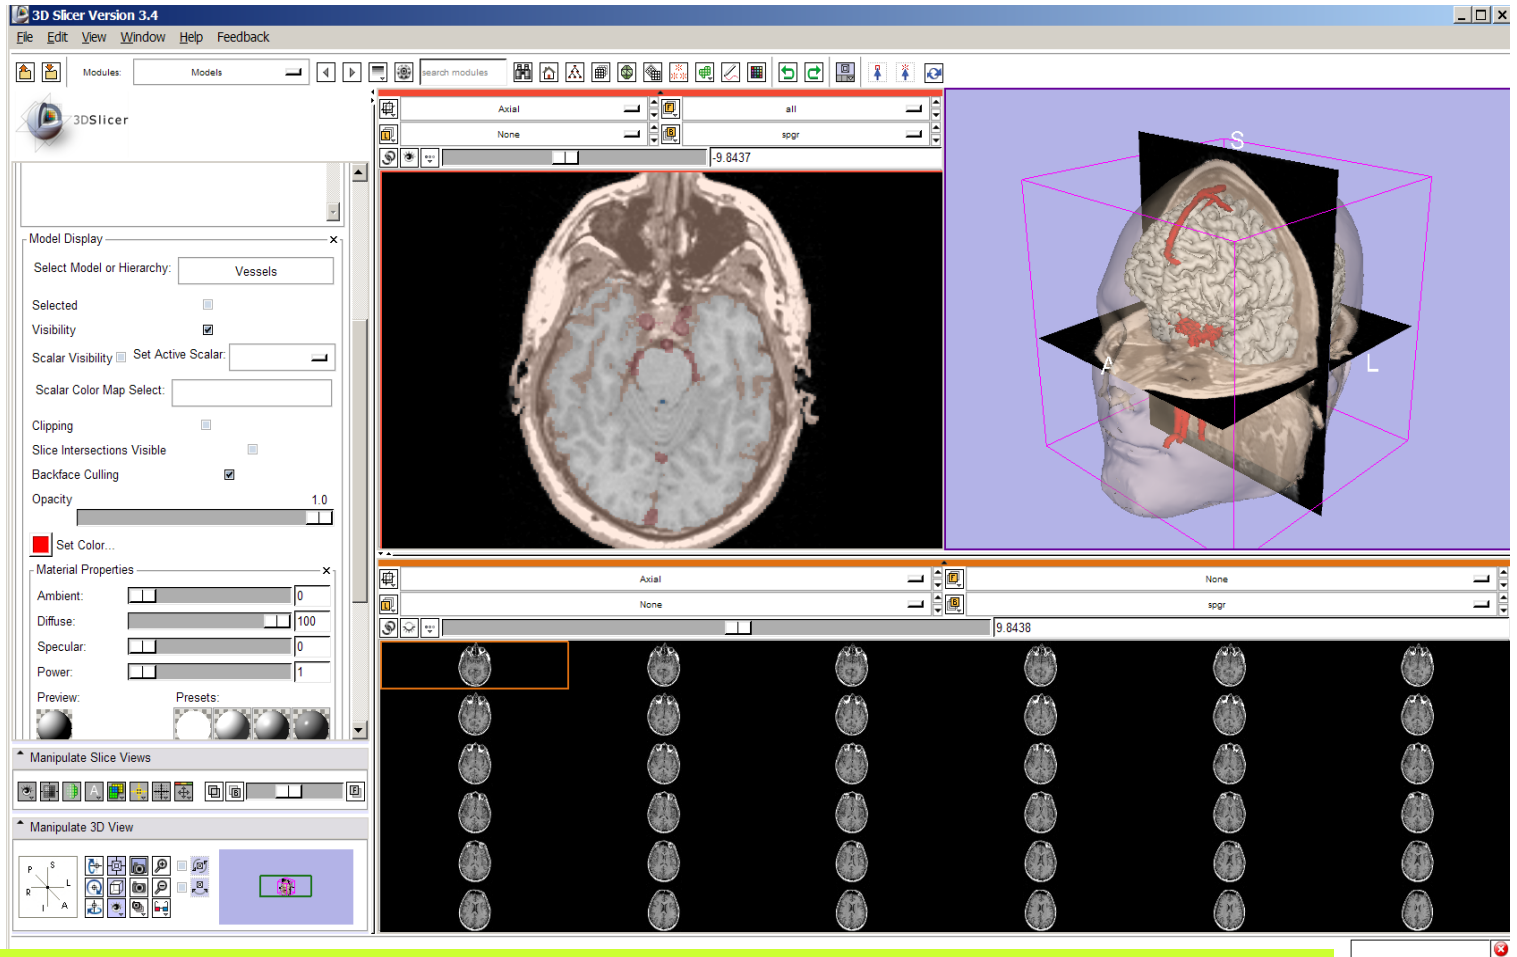 3D Slicer Version 3.4
File Edit View Window Help Feedback
Modules: Models search modules
3DSlicer
Axial all
None spgr
-9.8437
S
A
L
Model Display
Select Model or Hierarchy: Vessels
Selected
Visibility
Scalar Visibility Set Active Scalar:
Scalar Color Map Select:
Clipping
Slice Intersections Visible
Backface Culling
Opacity 1.0
Set Color...
Material Properties
Ambient: 0
Diffuse: 100
Specular: 0
Power: 1
Preview: Presets:
Axial None
None spgr
9.8438
Manipulate Slice Views
Manipulate 3D View
P S
R L
I A